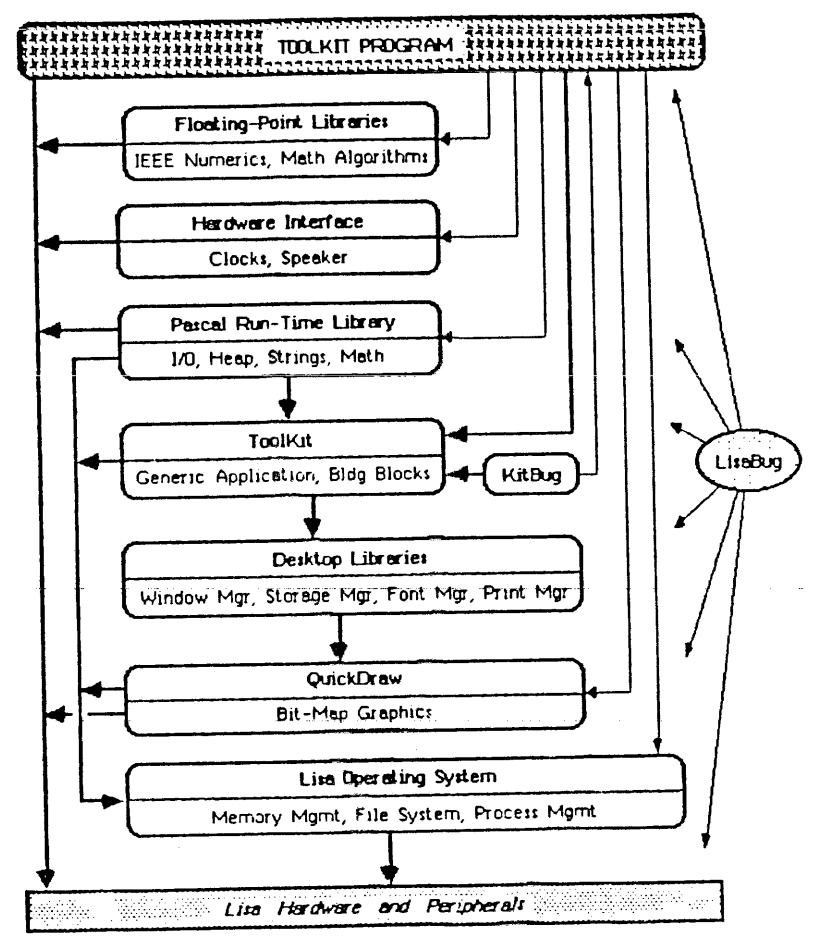 TOOLKIT PROGRAM
Floating-Point Libraries
IEEE Numerics, Math Algorithms
Hardware Interface
Clocks, Speaker
Pascal Run-Time Library
I/O, Heap, Strings, Math
ToolKit
Generic Application, Bldg Blocks
KitBug
LisaBug
Desktop Libraries
Window Mgr, Storage Mgr, Font Mgr, Print Mgr
QuickDraw
Bit-Map Graphics
Lisa Operating System
Memory Mgmt, File System, Process Mgmt
Lisa Hardware and Peripherals